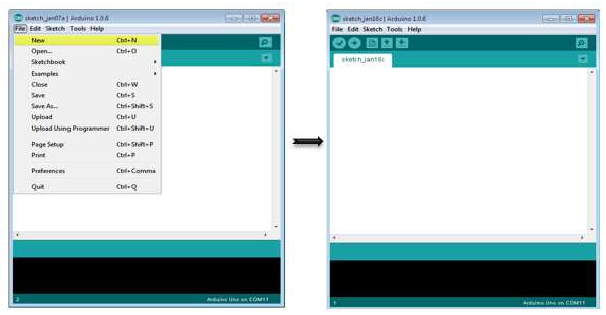 sketch_jan07a | Arduino 1.0.6
File Edit Sketch Tools Help
New Ctrl+N
Open... Ctrl+O
Sketchbook
Examples
Close Ctrl+W
Save Ctrl+S
Save As... Ctrl+Shift+S
Upload Ctrl+U
Upload Using Programmer Ctrl+Shift+U
Page Setup Ctrl+Shift+P
Print Ctrl+P
Preferences Ctrl+Comma
Quit Ctrl+Q
2 Arduino Uno on COM11
sketch_jan16c | Arduino 1.0.6
File Edit Sketch Tools Help
sketch_jan16c
1 Arduino Uno on COM11